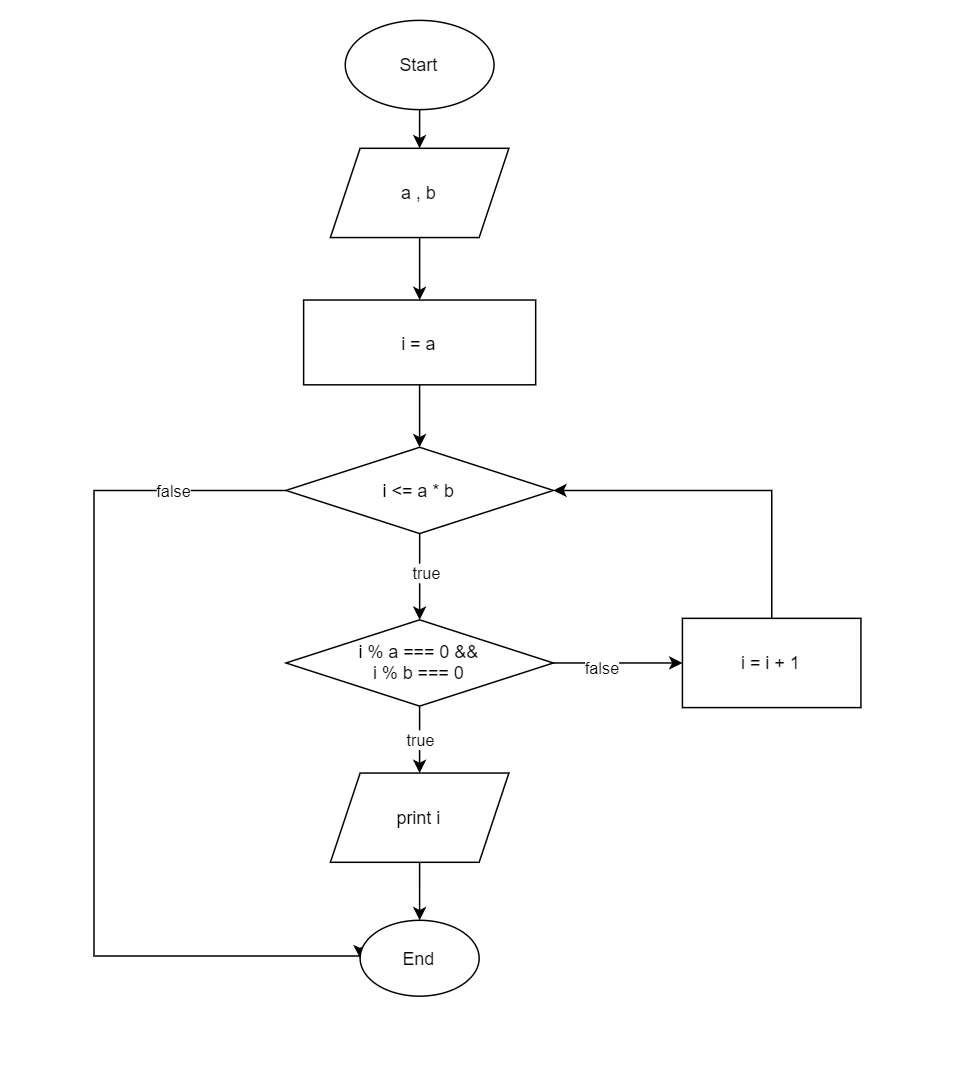 Start
a , b
i = a
i <= a * b
false
true
i % a === 0 &&
i % b === 0
false
i = i + 1
true
print i
End